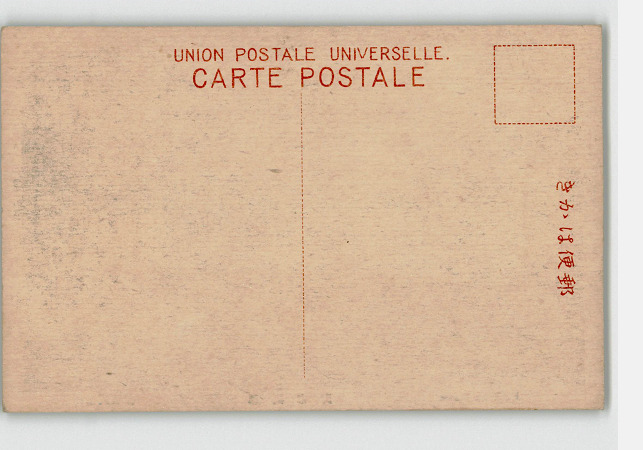 UNION POSTALE UNIVERSELLE.
CARTE POSTALE
郵便はかき